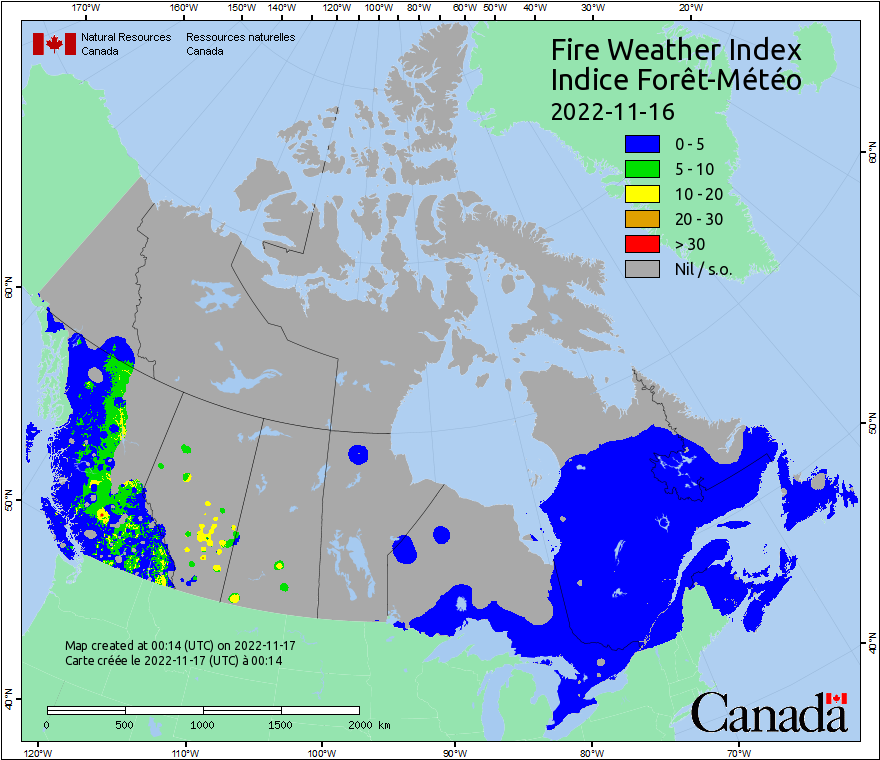 170°W 160°W 150°W 140°W 130°W 120°W 110°W 100°W 90°W 80°W 60°W 50°W 40°W 30°W 20°W
Natural Resources Ressources naturelles
Canada Canada
Fire Weather Index
Indice Forêt-Météo
2022-11-16
0 - 5
5 - 10
10 - 20
20 - 30
> 30
Nil / s.o.
60°N
60°N
50°N
50°N
40°N
40°N
Map created at 00:14 (UTC) on 2022-11-17
Carte créée le 2022-11-17 (UTC) à 00:14
0 500 1000 1500 2000 km
Canada
120°W 110°W 100°W 90°W 80°W 70°W